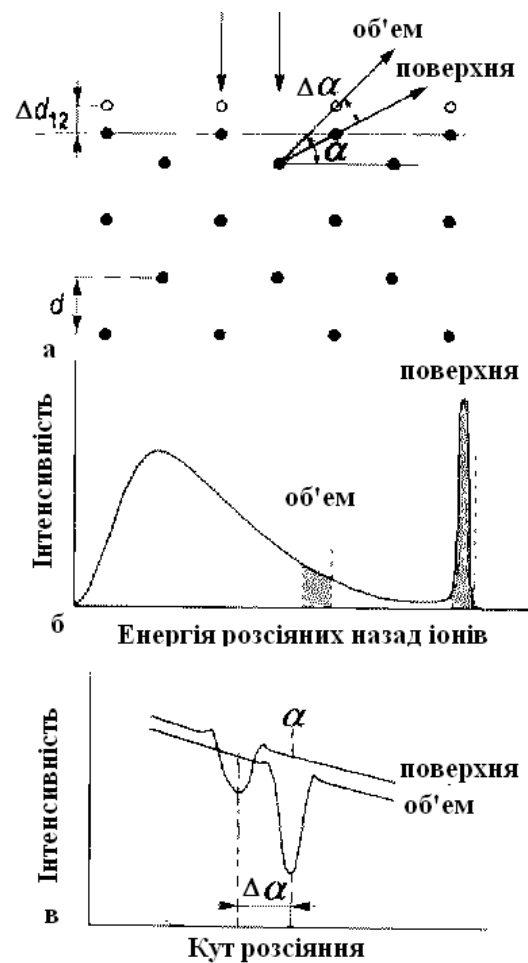 об'ем
поверхня
Δα
Δd₁₂
α
d
а
поверхня
Інтенсивність
об'ем
б
Енергія розсіяних назад іонів
Інтенсивність
α
поверхня
об'ем
Δα
в
Кут розсіяння